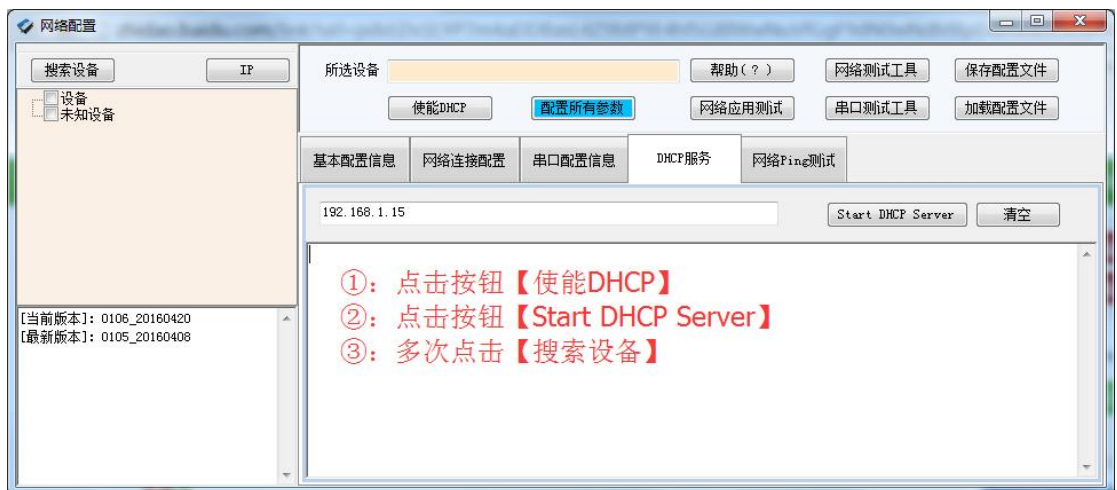 网络配置
搜索设备 IP
设备
未知设备
[当前版本]: 0106_20160420
[最新版本]: 0105_20160408
所选设备 帮助(?) 网络测试工具 保存配置文件
使能DHCP 配置所有参数 网络应用测试 串口测试工具 加载配置文件
基本配置信息 网络连接配置 串口配置信息 DHCP服务 网络Ping测试
192.168.1.15 Start DHCP Server 清空
①：点击按钮【使能DHCP】
②：点击按钮【Start DHCP Server】
③：多次点击【搜索设备】